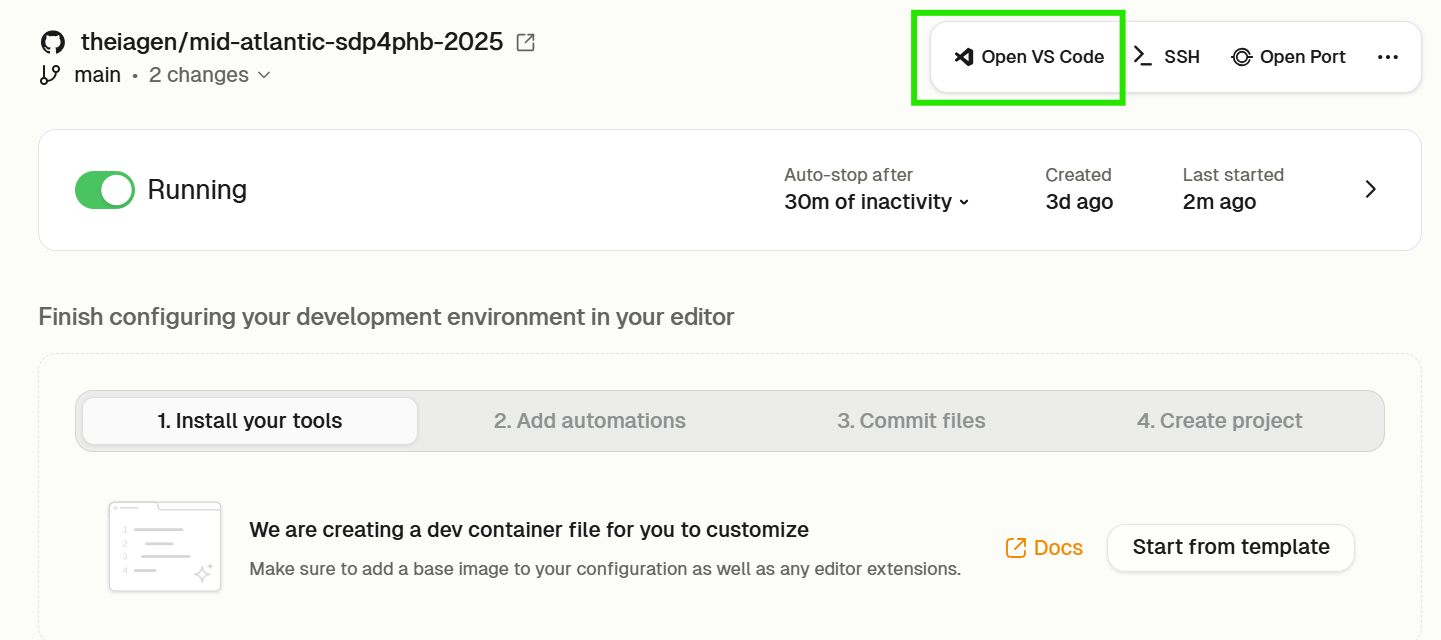 theiagen/mid-atlantic-sdp4phb-2025
main • 2 changes
Open VS Code
SSH
Open Port
Running
Auto-stop after
30m of inactivity
Created
3d ago
Last started
2m ago
Finish configuring your development environment in your editor
1. Install your tools
2. Add automations
3. Commit files
4. Create project
1
2
3
4
We are creating a dev container file for you to customize
Make sure to add a base image to your configuration as well as any editor extensions.
Docs
Start from template